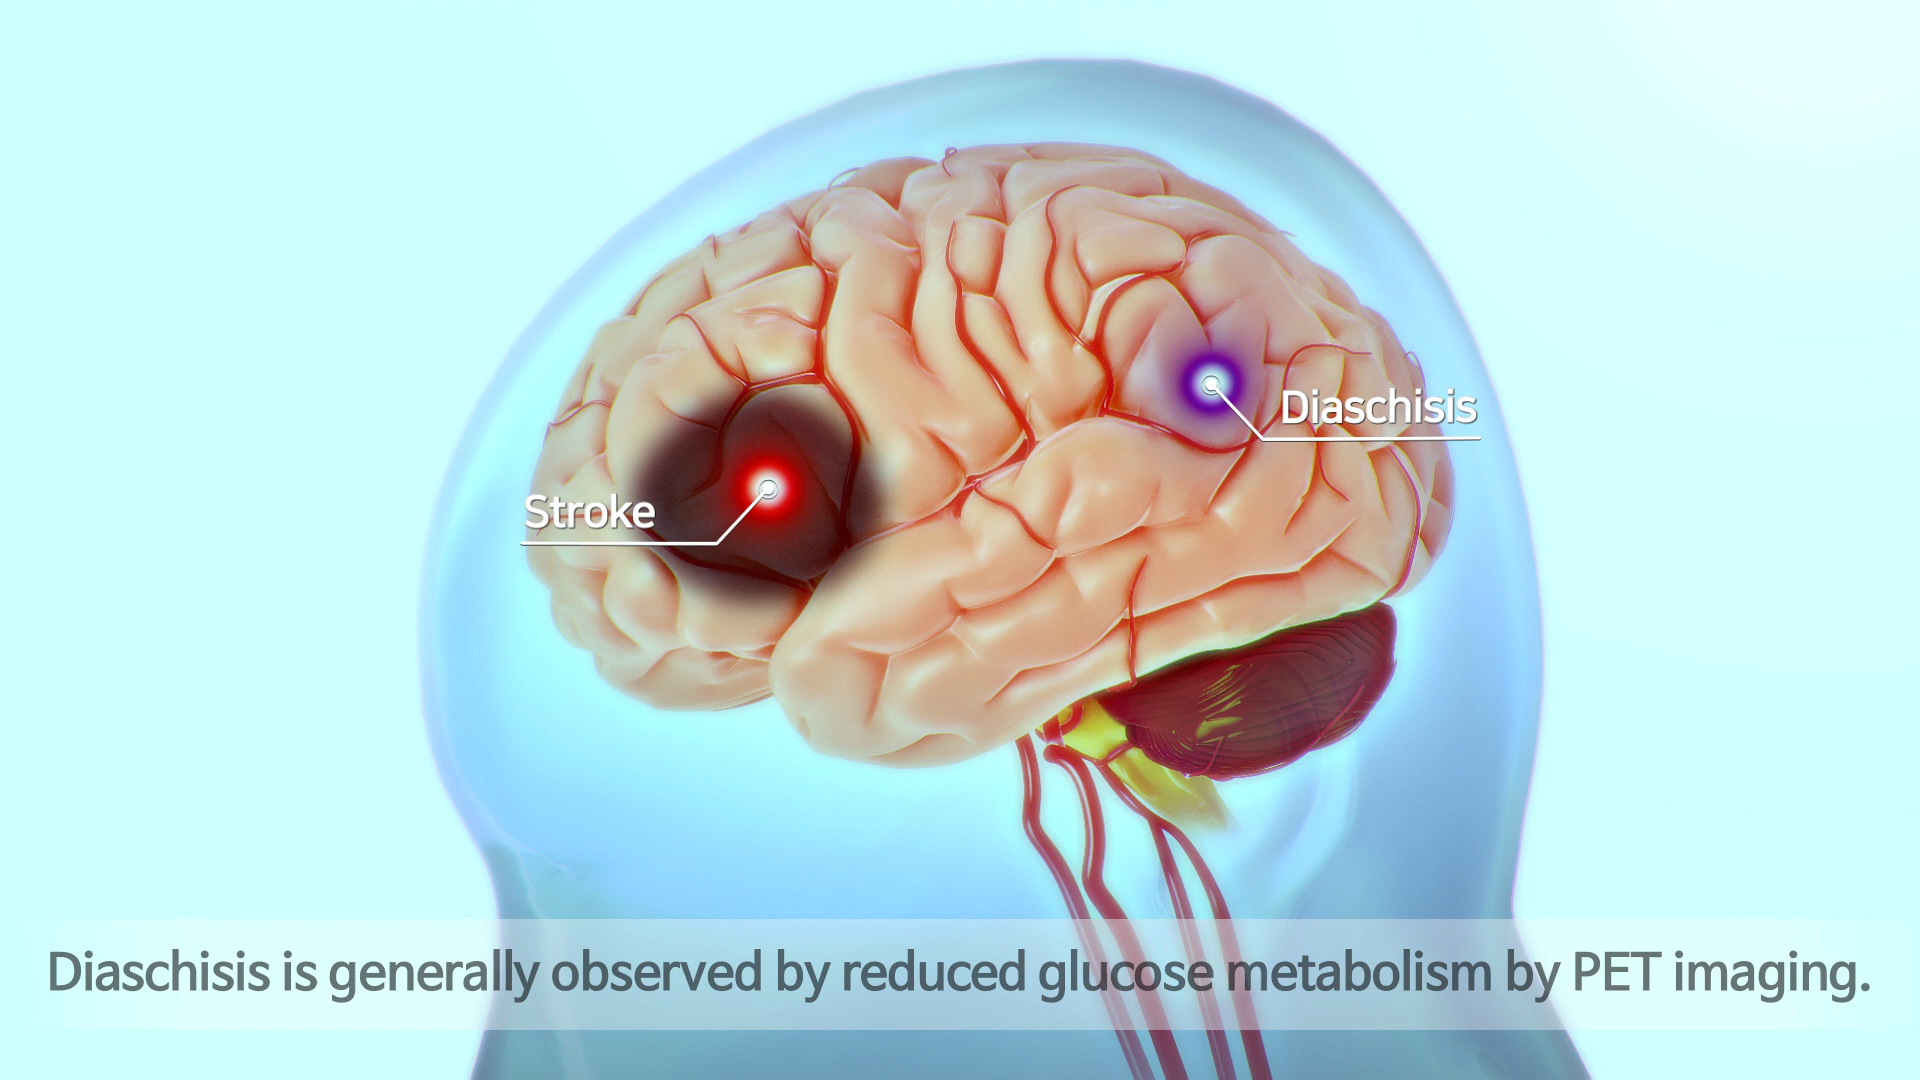 Diaschisis
Stroke
Diaschisis is generally observed by reduced glucose metabolism by PET imaging.